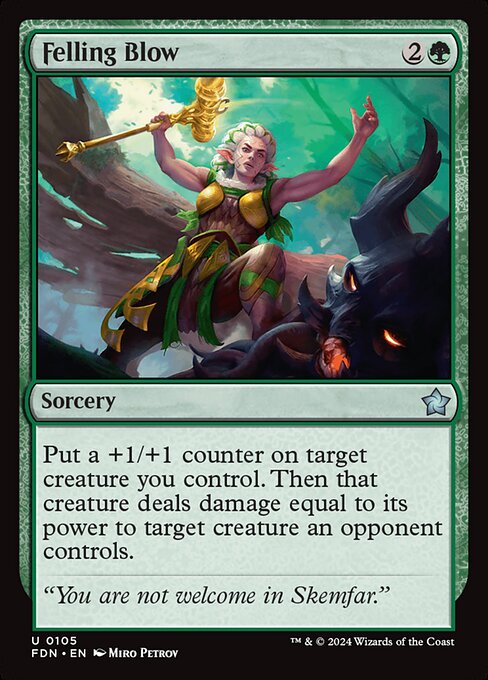 Felling Blow 2
Sorcery
Put a +1/+1 counter on target
creature you control. Then that
creature deals damage equal to its
power to target creature an opponent
controls.
“You are not welcome in Skemfar.”
U 0105
FDN • EN Miro Petrov
™ & © 2024 Wizards of the Coast